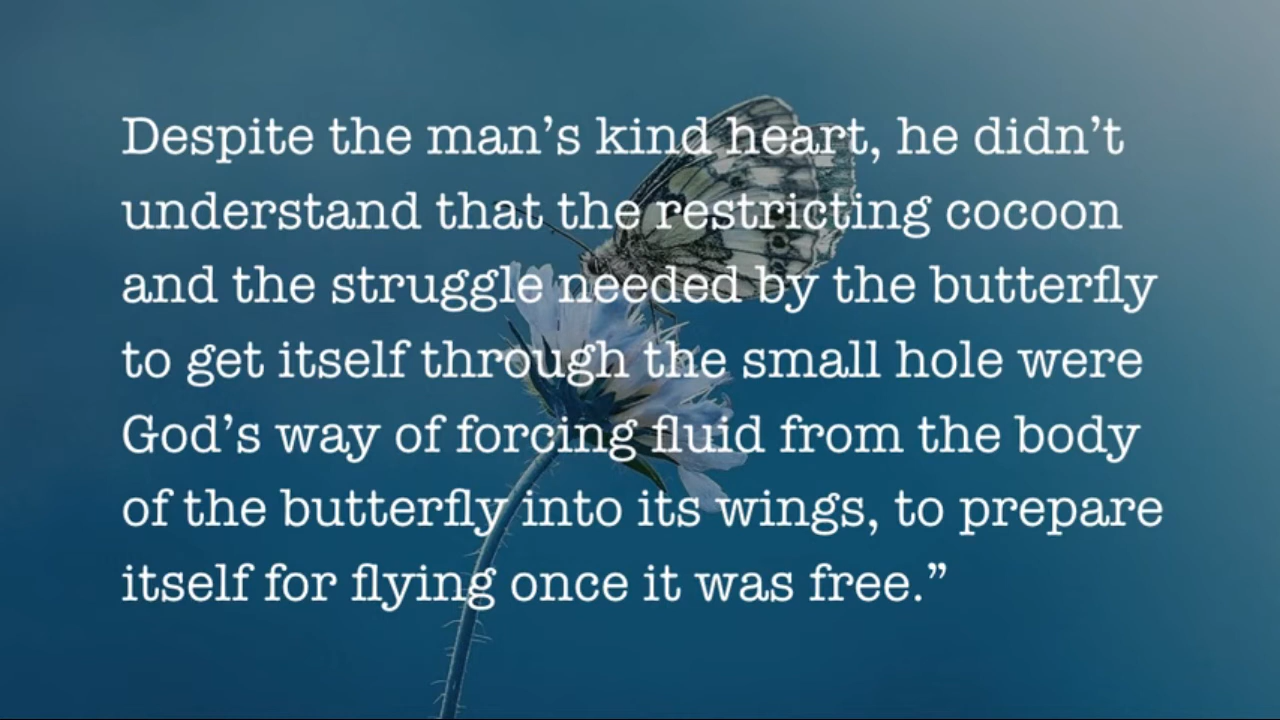 Despite the man’s kind heart, he didn’t
understand that the restricting cocoon
and the struggle needed by the butterfly
to get itself through the small hole were
God’s way of forcing fluid from the body
of the butterfly into its wings, to prepare
itself for flying once it was free.”